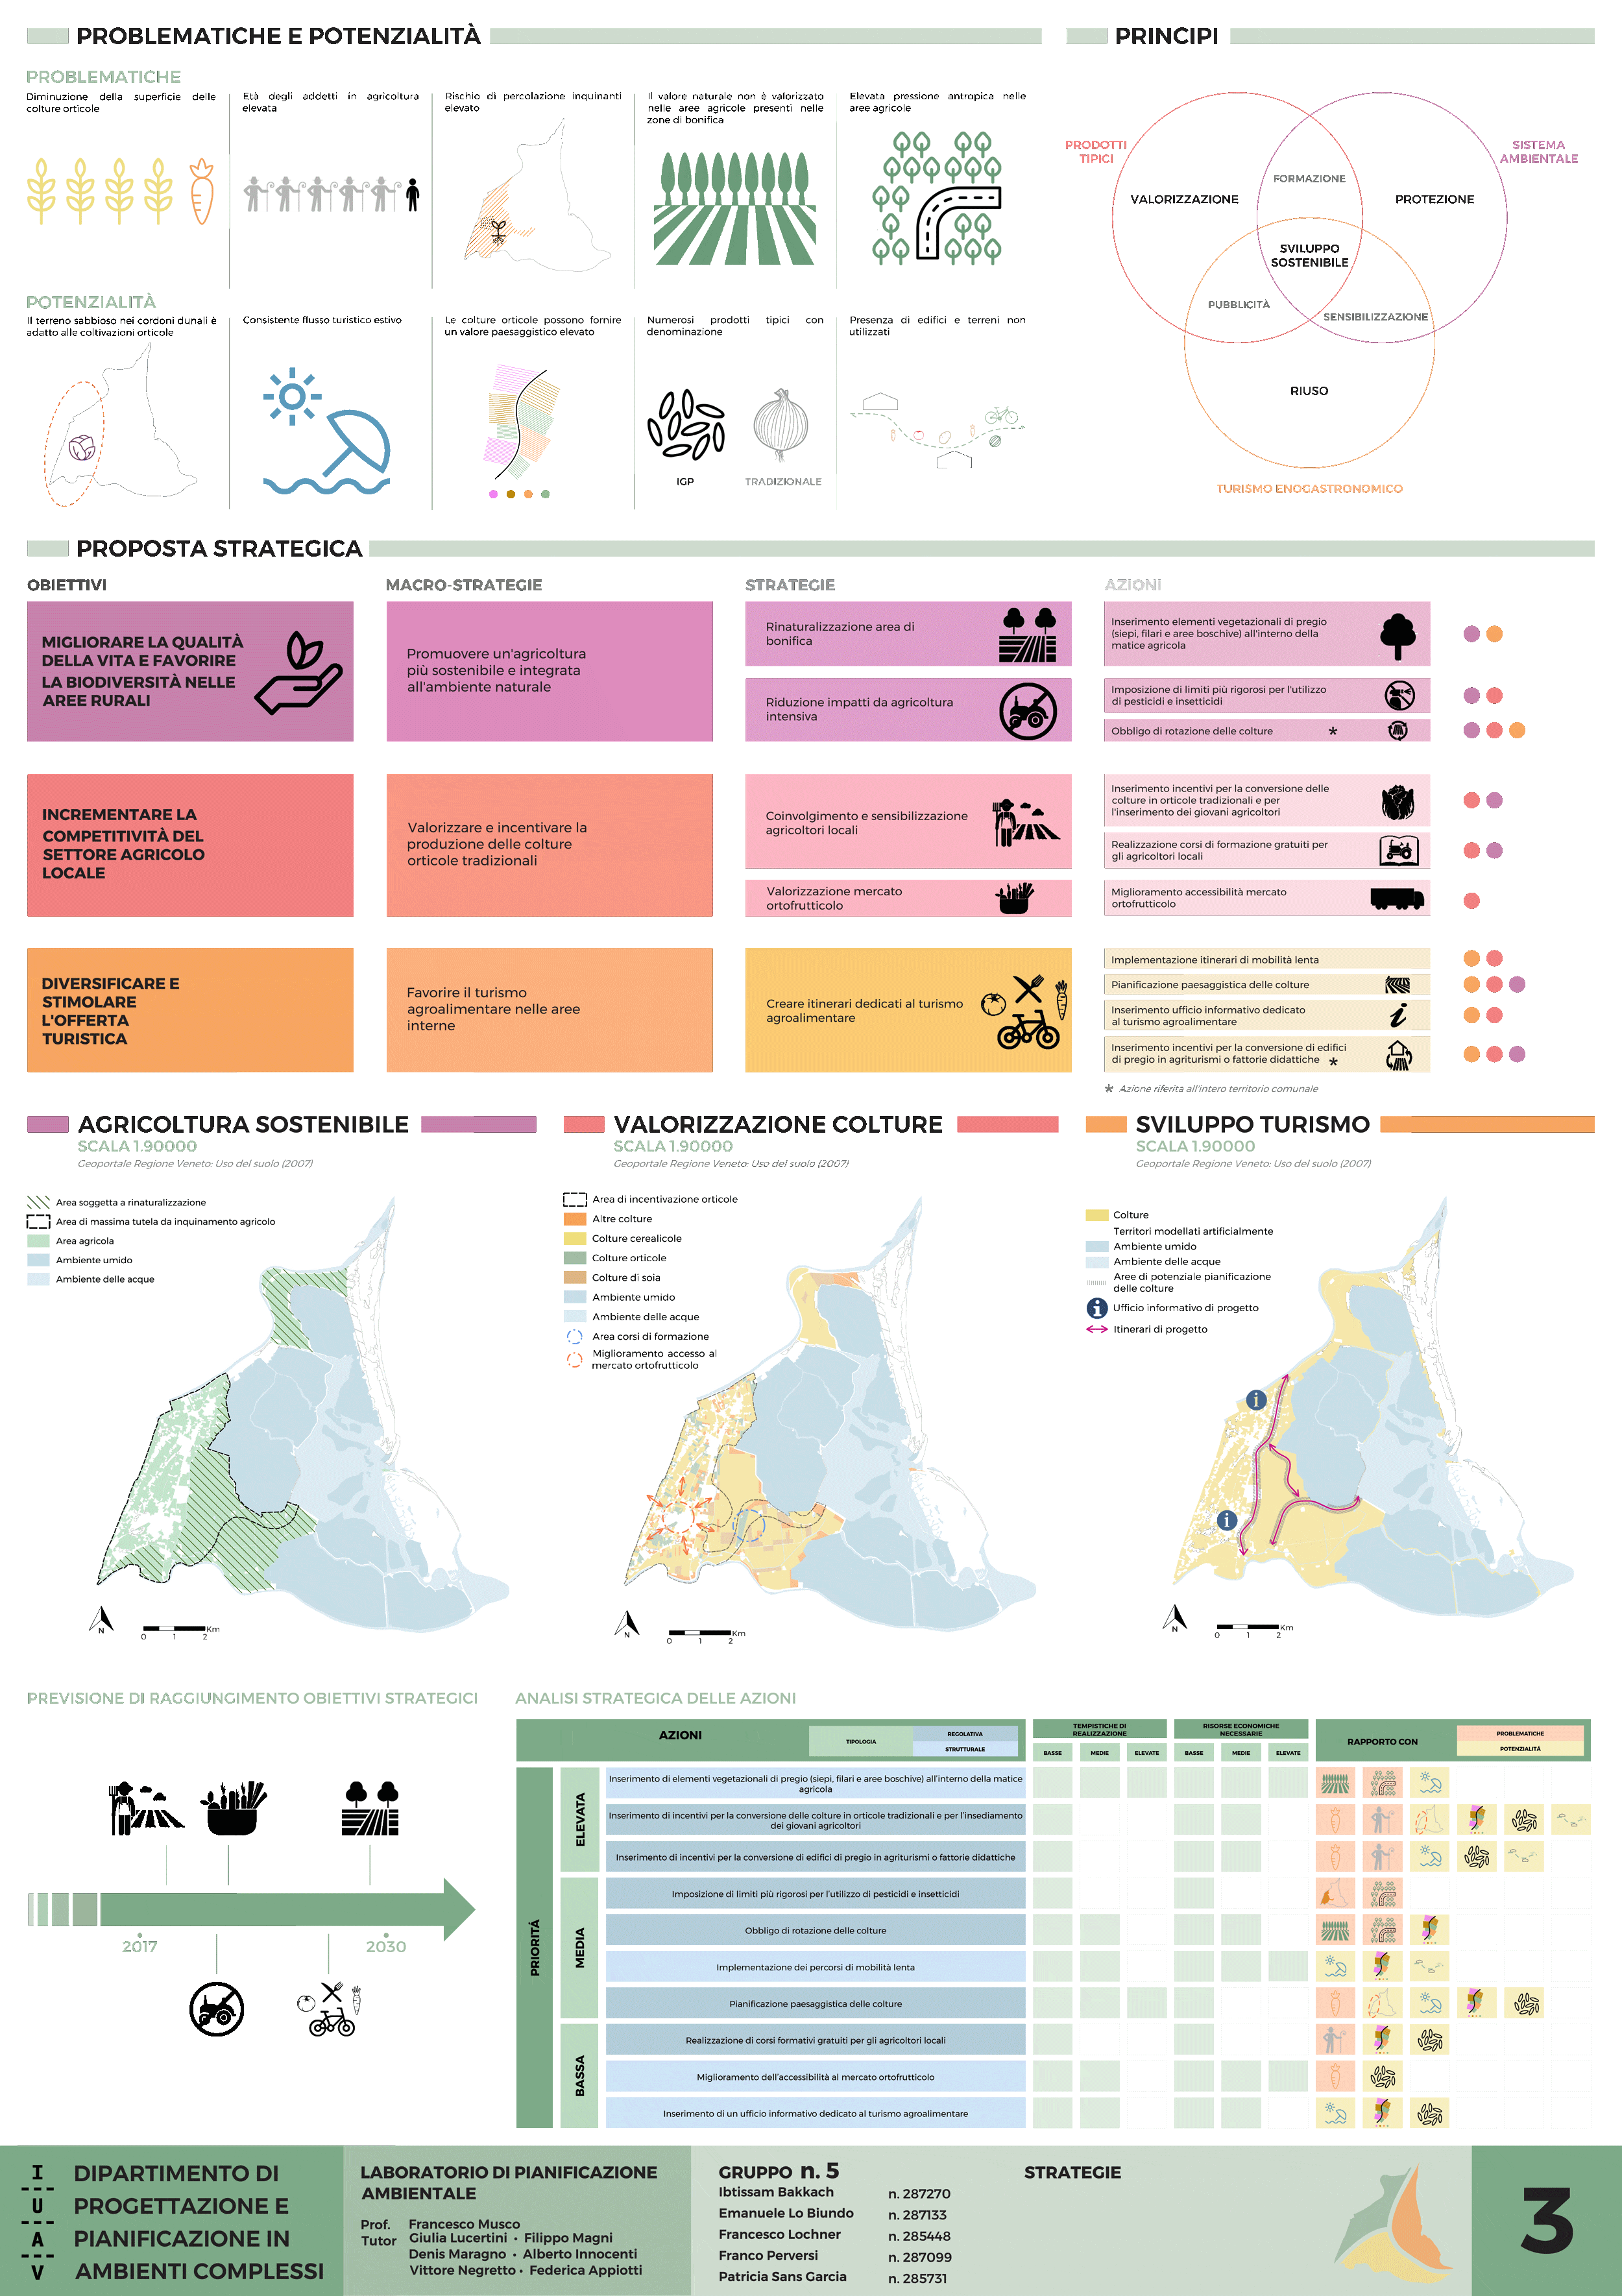 PROBLEMATICHE E POTENZIALITÀ
PROBLEMATICHE
Diminuzione della superficie delle
colture orticole
Età degli addetti in agricoltura
elevata
Rischio di percolazione inquinanti
elevato
Il valore naturale non è valorizzato
nelle aree agricole presenti nelle
zone di bonifica
Elevata pressione antropica nelle
aree agricole
POTENZIALITÀ
Il terreno sabbioso nei cordoni dunali è
adatto alle coltivazioni orticole
Consistente flusso turistico estivo
Le colture orticole possono fornire
un valore paesaggistico elevato
Numerosi prodotti tipici con
denominazione
IGP
TRADIZIONALE
Presenza di edifici e terreni non
utilizzati
PRINCIPI
PRODOTTI
TIPICI
SISTEMA
AMBIENTALE
FORMAZIONE
VALORIZZAZIONE
PROTEZIONE
SVILUPPO
SOSTENIBILE
PUBBLICITÀ
SENSIBILIZZAZIONE
RIUSO
TURISMO ENOGASTRONOMICO
PROPOSTA STRATEGICA
OBIETTIVI
MACRO-STRATEGIE
STRATEGIE
AZIONI
MIGLIORARE LA QUALITÀ
DELLA VITA E FAVORIRE
LA BIODIVERSITÀ NELLE
AREE RURALI
Promuovere un'agricoltura
più sostenibile e integrata
all'ambiente naturale
Rinaturalizzazione area di
bonifica
Riduzione impatti da agricoltura
intensiva
Inserimento elementi vegetazionali di pregio
(siepi, filari e aree boschive) all'interno della
matice agricola
Imposizione di limiti più rigorosi per l'utilizzo
di pesticidi e insetticidi
Obbligo di rotazione delle colture *
INCREMENTARE LA
COMPETITIVITÀ DEL
SETTORE AGRICOLO
LOCALE
Valorizzare e incentivare la
produzione delle colture
orticole tradizionali
Coinvolgimento e sensibilizzazione
agricoltori locali
Valorizzazione mercato
ortofrutticolo
Inserimento incentivi per la conversione delle
colture in orticole tradizionali e per
l'inserimento dei giovani agricoltori
Realizzazione corsi di formazione gratuiti per
gli agricoltori locali
Miglioramento accessibilità mercato
ortofrutticolo
DIVERSIFICARE E
STIMOLARE
L'OFFERTA
TURISTICA
Favorire il turismo
agroalimentare nelle aree
interne
Creare itinerari dedicati al turismo
agroalimentare
Implementazione itinerari di mobilità lenta
Pianificazione paesaggistica delle colture
Inserimento ufficio informativo dedicato
al turismo agroalimentare
Inserimento incentivi per la conversione di edifici
di pregio in agriturismi o fattorie didattiche *
* Azione riferita all'intero territorio comunale
AGRICOLTURA SOSTENIBILE
SCALA 1.90000
Geoportale Regione Veneto: Uso del suolo (2007)
Area soggetta a rinaturalizzazione
Area di massima tutela da inquinamento agricolo
Area agricola
Ambiente umido
Ambiente delle acque
N
0 1 2 Km
VALORIZZAZIONE COLTURE
SCALA 1.90000
Geoportale Regione Veneto: Uso del suolo (2007)
Area di incentivazione orticole
Altre colture
Colture cerealicole
Colture orticole
Colture di soia
Ambiente umido
Ambiente delle acque
Area corsi di formazione
Miglioramento accesso al
mercato ortofrutticolo
N
0 1 2 Km
SVILUPPO TURISMO
SCALA 1.90000
Geoportale Regione Veneto: Uso del suolo (2007)
Colture
Territori modellati artificialmente
Ambiente umido
Ambiente delle acque
Aree di potenziale pianificazione
delle colture
i Ufficio informativo di progetto
Itinerari di progetto
i
i
N
0 1 2 Km
PREVISIONE DI RAGGIUNGIMENTO OBIETTIVI STRATEGICI
2017
2030
ANALISI STRATEGICA DELLE AZIONI
AZIONI
TIPOLOGIA
REGOLATIVA
STRUTTURALE
TEMPISTICHE DI
REALIZZAZIONE
BASSE MEDIE ELEVATE
RISORSE ECONOMICHE
NECESSARIE
BASSE MEDIE ELEVATE
RAPPORTO CON
PROBLEMATICHE
POTENZIALITÁ
PRIORITÁ
ELEVATA
Inserimento di elementi vegetazionali di pregio (siepi, filari e aree boschive) all'interno della matice
agricola
Inserimento di incentivi per la conversione delle colture in orticole tradizionali e per l'insediamento
dei giovani agricoltori
Inserimento di incentivi per la conversione di edifici di pregio in agriturismi o fattorie didattiche
MEDIA
Imposizione di limiti più rigorosi per l'utilizzo di pesticidi e insetticidi
Obbligo di rotazione delle colture
Implementazione dei percorsi di mobilità lenta
Pianificazione paesaggistica delle colture
BASSA
Realizzazione di corsi formativi gratuiti per gli agricoltori locali
Miglioramento dell'accessibilità al mercato ortofrutticolo
Inserimento di un ufficio informativo dedicato al turismo agroalimentare
I
U
A
V
DIPARTIMENTO DI
PROGETTAZIONE E
PIANIFICAZIONE IN
AMBIENTI COMPLESSI
LABORATORIO DI PIANIFICAZIONE
AMBIENTALE
Prof. Francesco Musco
Tutor Giulia Lucertini • Filippo Magni
Denis Maragno • Alberto Innocenti
Vittore Negretto • Federica Appiotti
GRUPPO n. 5
Ibtissam Bakkach n. 287270
Emanuele Lo Biundo n. 287133
Francesco Lochner n. 285448
Franco Perversi n. 287099
Patricia Sans Garcia n. 285731
STRATEGIE
3